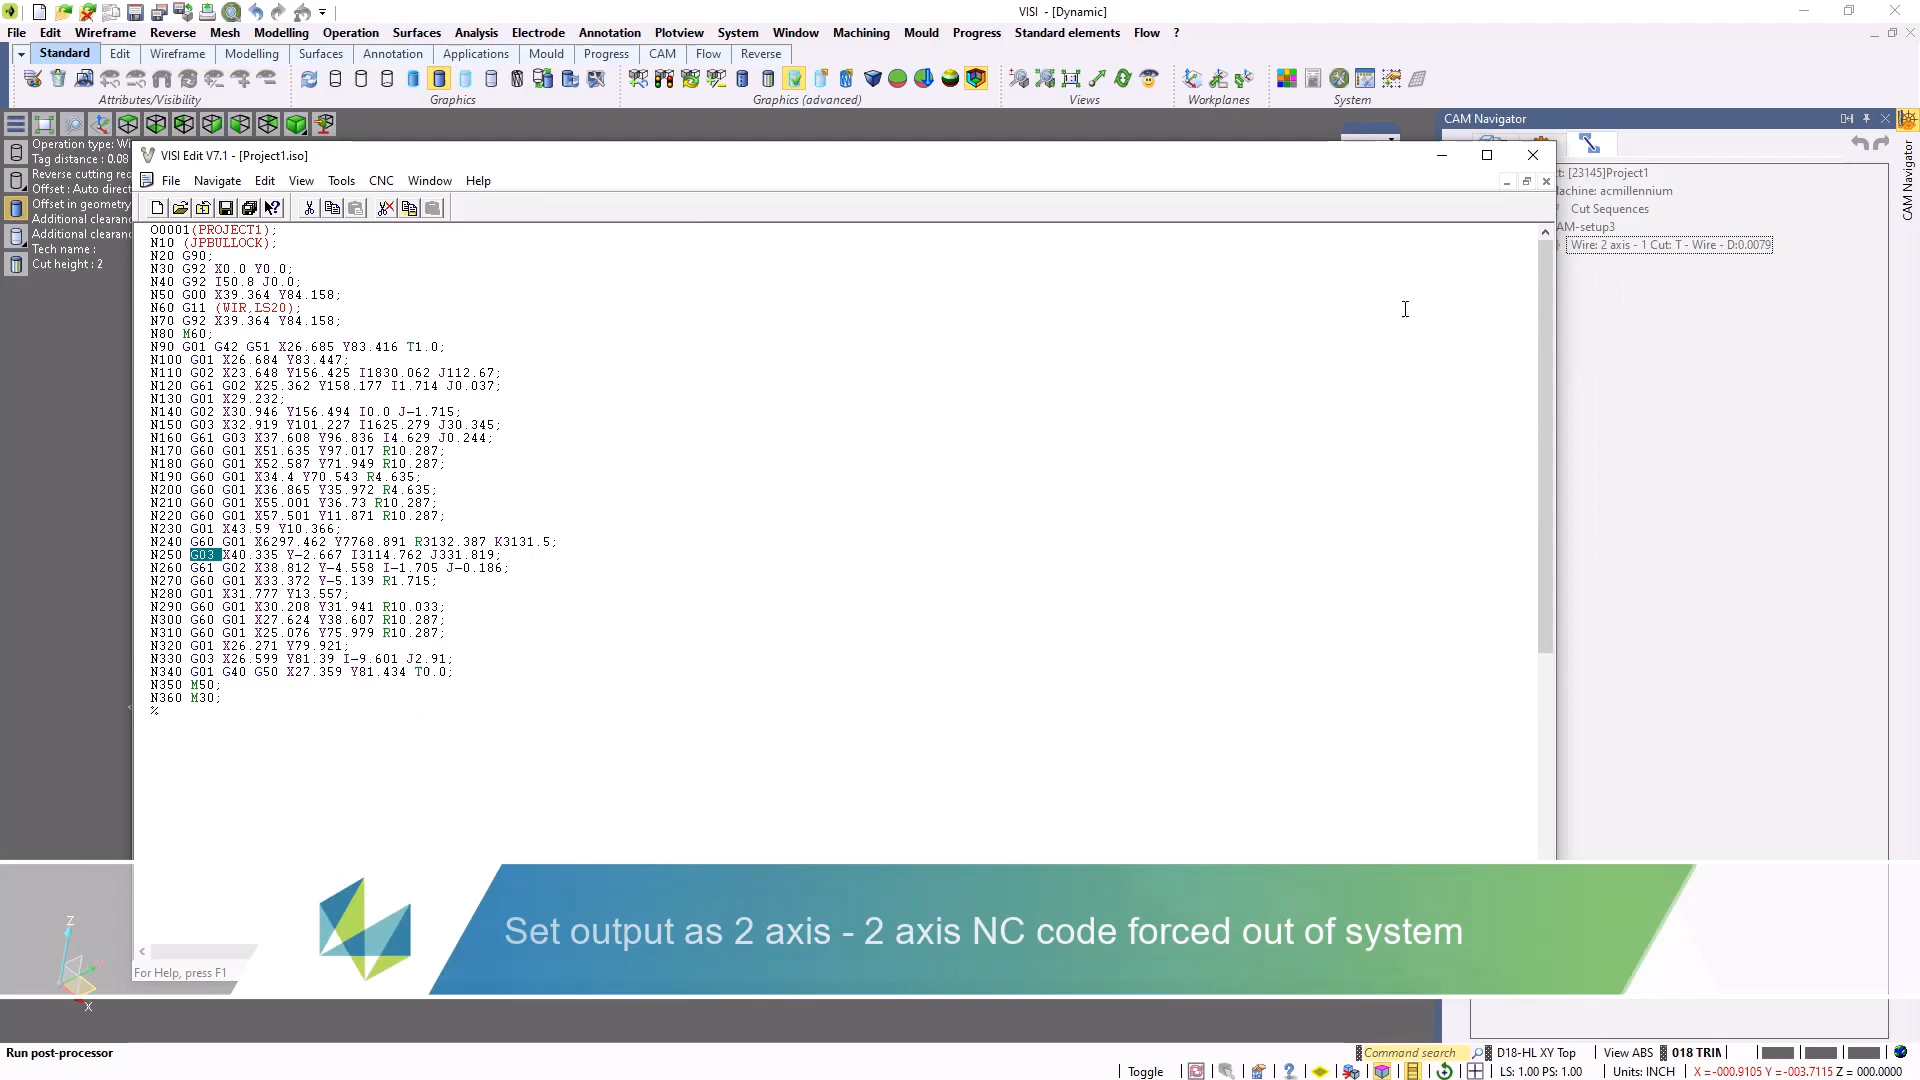 VISI - [Dynamic]
File Edit Wireframe Reverse Mesh Modelling Operation Surfaces Analysis Electrode Annotation Plotview System Window Machining Mould Progress Standard elements Flow ?
Standard Edit Wireframe Modelling Surfaces Annotation Applications Mould Progress CAM Flow Reverse
Attributes/Visibility Graphics Graphics (advanced) Views Workplanes System
CAM Navigator
CAM Navigator
Operation type: Wi
Tag distance : 0.08
Reverse cutting req
Offset : Auto direct
Offset in geometry
Additional clearanc
Additional clearanc
Tech name :
Cut height : 2
VISI Edit V7.1 - [Project1.iso]
File Navigate Edit View Tools CNC Window Help
O0001(PROJECT1);
N10 (JPBULLOCK);
N20 G90;
N30 G92 X0.0 Y0.0;
N40 G92 I50.8 J0.0;
N50 G00 X39.364 Y84.158;
N60 G11 (WIR,LS20);
N70 G92 X39.364 Y84.158;
N80 M60;
N90 G01 G42 G51 X26.685 Y83.416 T1.0;
N100 G01 X26.684 Y83.447;
N110 G02 X23.648 Y156.425 I1830.062 J112.67;
N120 G61 G02 X25.362 Y158.177 I1.714 J0.037;
N130 G01 X29.232;
N140 G02 X30.946 Y156.494 I0.0 J-1.715;
N150 G03 X32.919 Y101.227 I1625.279 J30.345;
N160 G61 G03 X37.608 Y96.836 I4.629 J0.244;
N170 G60 G01 X51.635 Y97.017 R10.287;
N180 G60 G01 X52.587 Y71.949 R10.287;
N190 G60 G01 X34.4 Y70.543 R4.635;
N200 G60 G01 X36.865 Y35.972 R4.635;
N210 G60 G01 X55.001 Y36.73 R10.287;
N220 G60 G01 X57.501 Y11.871 R10.287;
N230 G01 X43.59 Y10.366;
N240 G60 G01 X6297.462 Y7768.891 R3132.387 K3131.5;
N250 G03 X40.335 Y-2.667 I3114.762 J331.819;
N260 G61 G02 X38.812 Y-4.558 I-1.705 J-0.186;
N270 G60 G01 X33.372 Y-5.139 R1.715;
N280 G01 X31.777 Y13.557;
N290 G60 G01 X30.208 Y31.941 R10.033;
N300 G60 G01 X27.624 Y38.607 R10.287;
N310 G60 G01 X25.076 Y75.979 R10.287;
N320 G01 X26.271 Y79.921;
N330 G03 X26.599 Y81.39 I-9.601 J2.91;
N340 G01 G40 G50 X27.359 Y81.434 T0.0;
N350 M50;
N360 M30;
%
t: [23145]Project1
achine: acmillennium
Cut Sequences
AM-setup3
Wire: 2 axis - 1 Cut: T - Wire - D:0.0079
Set output as 2 axis - 2 axis NC code forced out of system
For Help, press F1
Z
X
Run post-processor
Command search D18-HL XY Top View ABS 018 TRIM
Toggle LS: 1.00 PS: 1.00 Units: INCH X =-000.9105 Y =-003.7115 Z = 000.0000